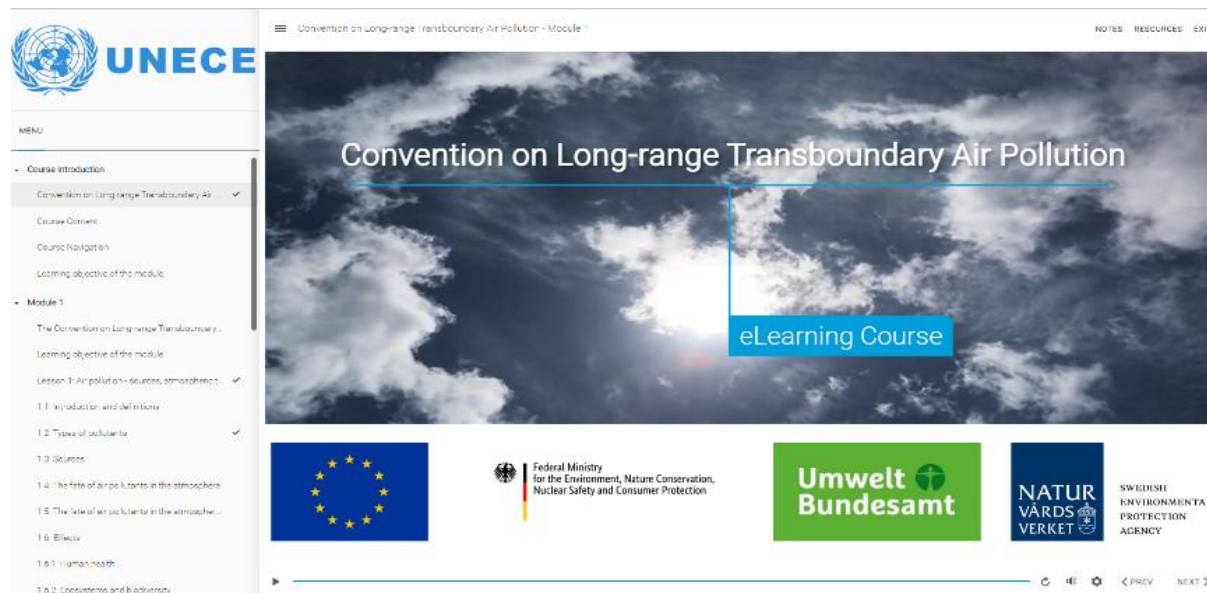 UNECE
MENU
Course Introduction
Convention on Long-range Transboundary Air ...
Course Content
Course Navigation
Learning objective of the module
Module 1
The Convention on Long-range Transboundary...
Learning objective of the module
Lesson 1: Air pollution - sources, atmospheric t...
1.1. Introduction and definitions
1.2. Types of pollutants
1.3. Sources
1.4. The fate of air pollutants in the atmosphere
1.5. The fate of air pollutants in the atmospher...
1.6. Effects
1.6.1. Human health
1.6.2. Ecosystems and biodiversity
Convention on Long-range Transboundary Air Pollution - Module 1
NOTES RESOURCES EXI
Convention on Long-range Transboundary Air Pollution
eLearning Course
Federal Ministry
for the Environment, Nature Conservation,
Nuclear Safety and Consumer Protection
Umwelt
Bundesamt
NATUR
VÅRDS
VERKET
SWEDISH
ENVIRONMENTA
PROTECTION
AGENCY
PREV NEXT